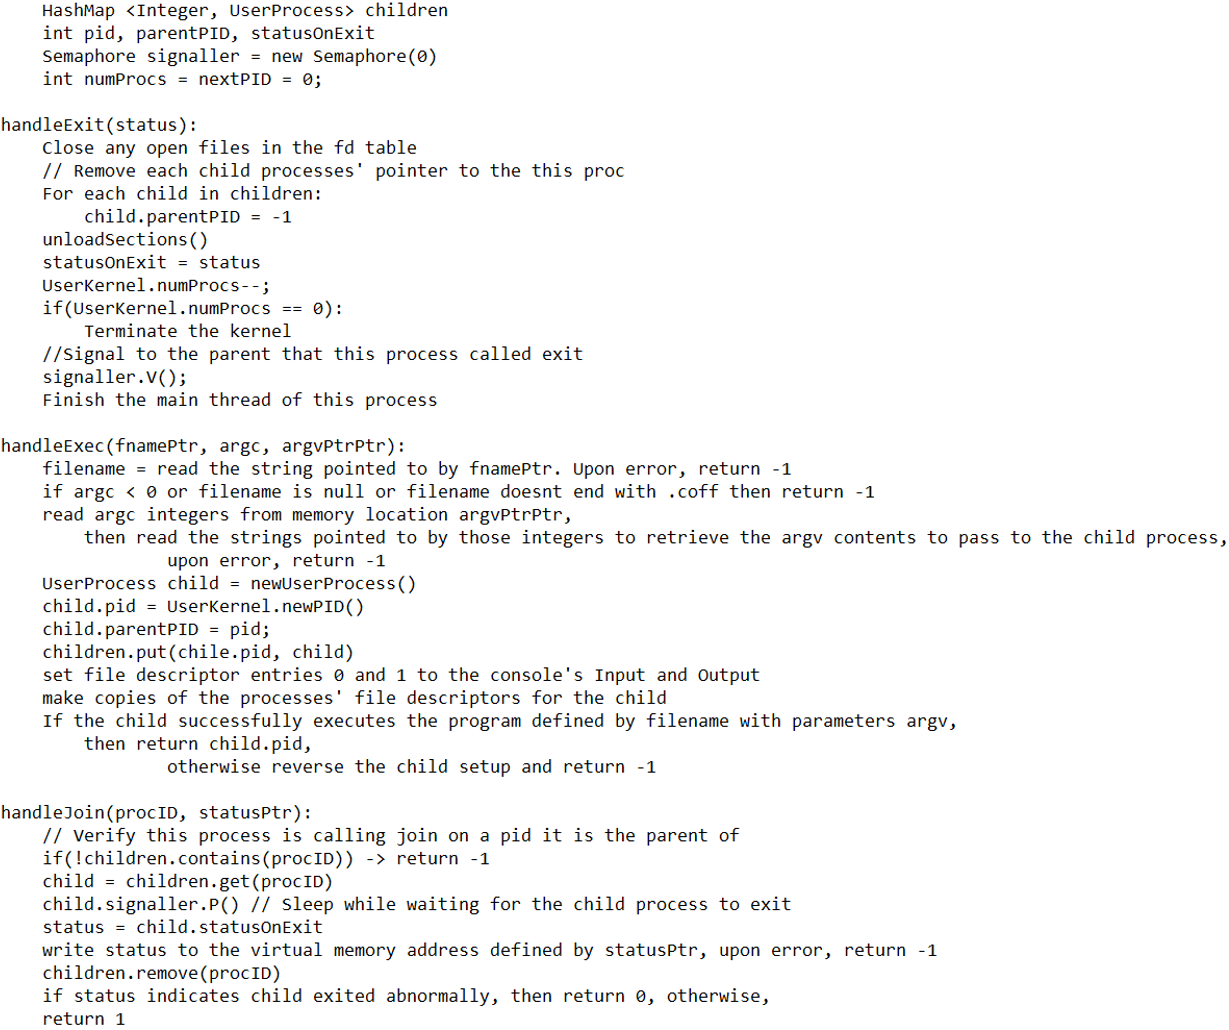 HashMap <Integer, UserProcess> children
int pid, parentPID, statusOnExit
Semaphore signaller = new Semaphore(0)
int numProcs = nextPID = 0;
handleExit(status):
Close any open files in the fd table
// Remove each child processes' pointer to the this proc
For each child in children:
child.parentPID = -1
unloadSections()
statusOnExit = status
UserKernel.numProcs--;
if(UserKernel.numProcs == 0):
Terminate the kernel
//Signal to the parent that this process called exit
signaller.V();
Finish the main thread of this process
handleExec(fnamePtr, argc, argvPtrPtr):
filename = read the string pointed to by fnamePtr. Upon error, return -1
if argc < 0 or filename is null or filename doesnt end with .coff then return -1
read argc integers from memory location argvPtrPtr,
then read the strings pointed to by those integers to retrieve the argv contents to pass to the child process,
upon error, return -1
UserProcess child = newUserProcess()
child.pid = UserKernel.newPID()
child.parentPID = pid;
children.put(chile.pid, child)
set file descriptor entries 0 and 1 to the console's Input and Output
make copies of the processes' file descriptors for the child
If the child successfully executes the program defined by filename with parameters argv,
then return child.pid,
otherwise reverse the child setup and return -1
handleJoin(procID, statusPtr):
// Verify this process is calling join on a pid it is the parent of
if(!children.contains(procID)) -> return -1
child = children.get(procID)
child.signaller.P() // Sleep while waiting for the child process to exit
status = child.statusOnExit
write status to the virtual memory address defined by statusPtr, upon error, return -1
children.remove(procID)
if status indicates child exited abnormally, then return 0, otherwise,
return 1